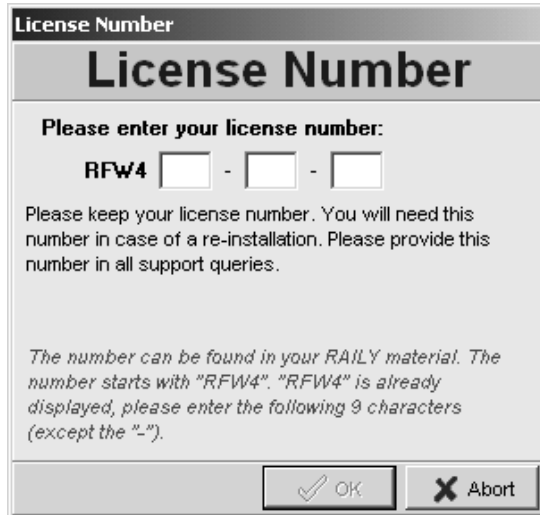 License Number
License Number
Please enter your license number:
RFW4 - -
Please keep your license number. You will need this
number in case of a re-installation. Please provide this
number in all support queries.
The number can be found in your RAILY material. The
number starts with "RFW4". "RFW4" is already
displayed, please enter the following 9 characters
(except the "-").
OK Abort